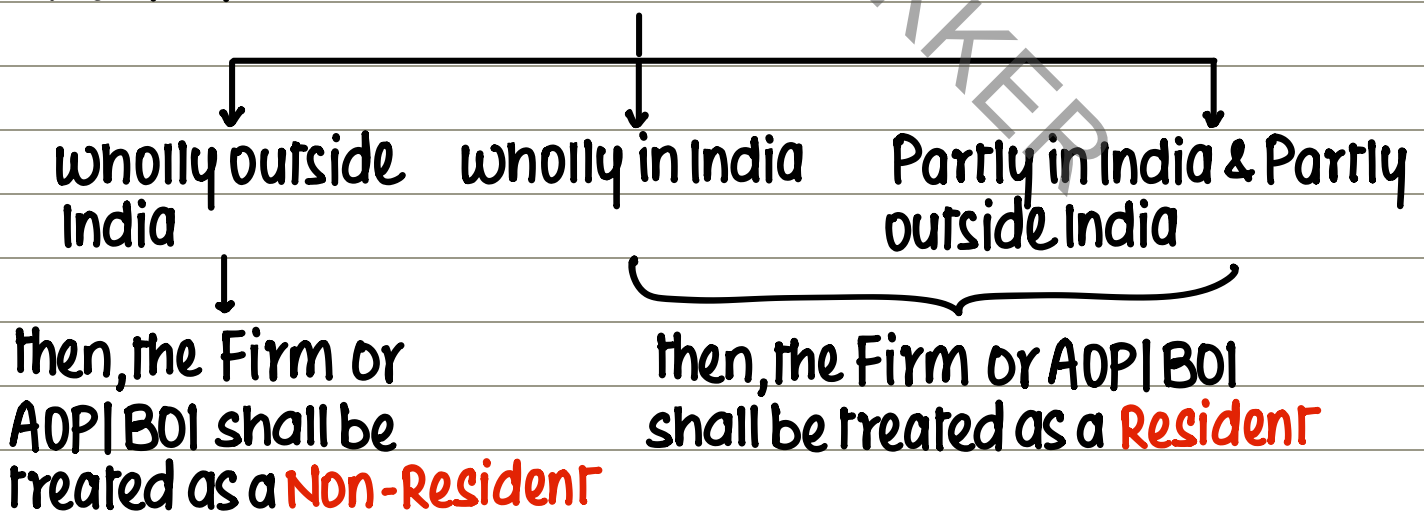 wholly outside India
wholly in India
Partly in India & Partly outside India
then, the Firm or
AOP|BOI shall be
treated as a Non-Resident
then, the Firm or AOP|BOI
shall be treated as a Resident